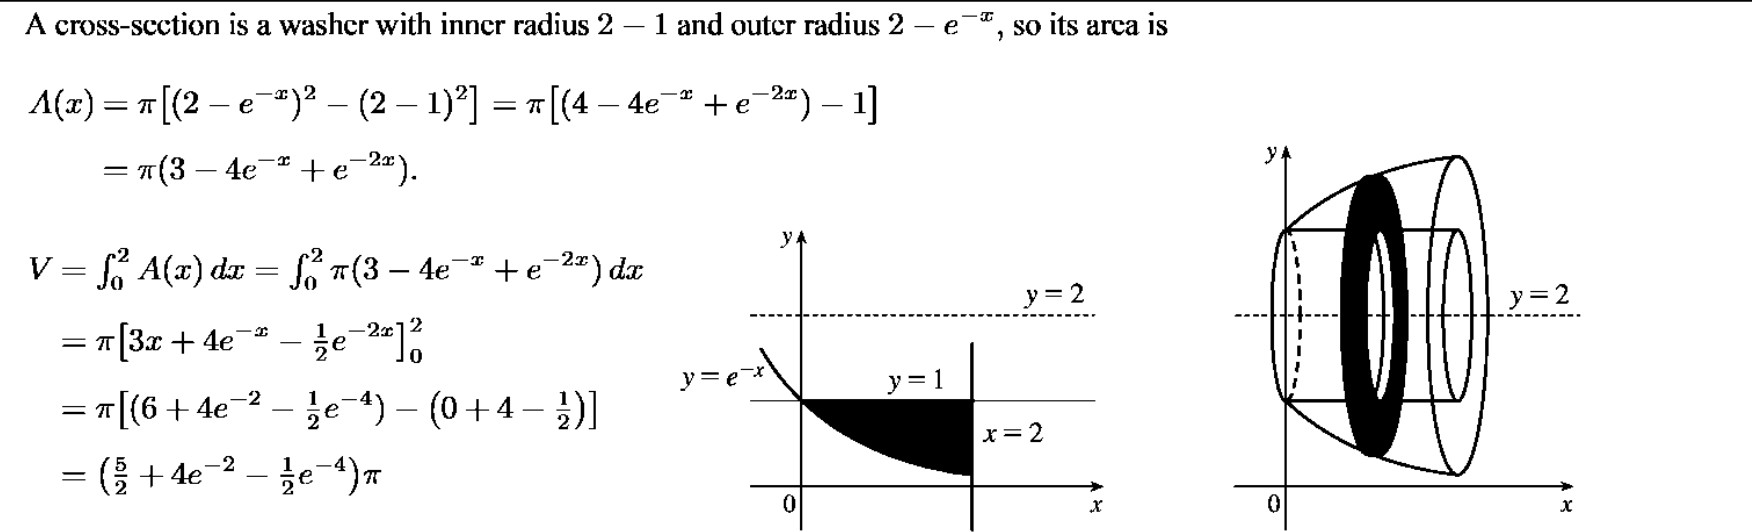 A cross-section is a washer with inner radius 2 − 1 and outer radius 2 − e^{−x}, so its area is
A(x) = π[(2 − e^{−x})² − (2 − 1)²] = π[(4 − 4e^{−x} + e^{−2x}) − 1]
= π(3 − 4e^{−x} + e^{−2x}).
V = ∫₀² A(x) dx = ∫₀² π(3 − 4e^{−x} + e^{−2x}) dx
= π[3x + 4e^{−x} − ½e^{−2x}]₀²
= π[(6 + 4e^{−2} − ½e^{−4}) − (0 + 4 − ½)]
= (5/2 + 4e^{−2} − ½e^{−4})π
y
y = 2
y = e^{−x}
y = 1
x = 2
0
x
y
y = 2
0
x